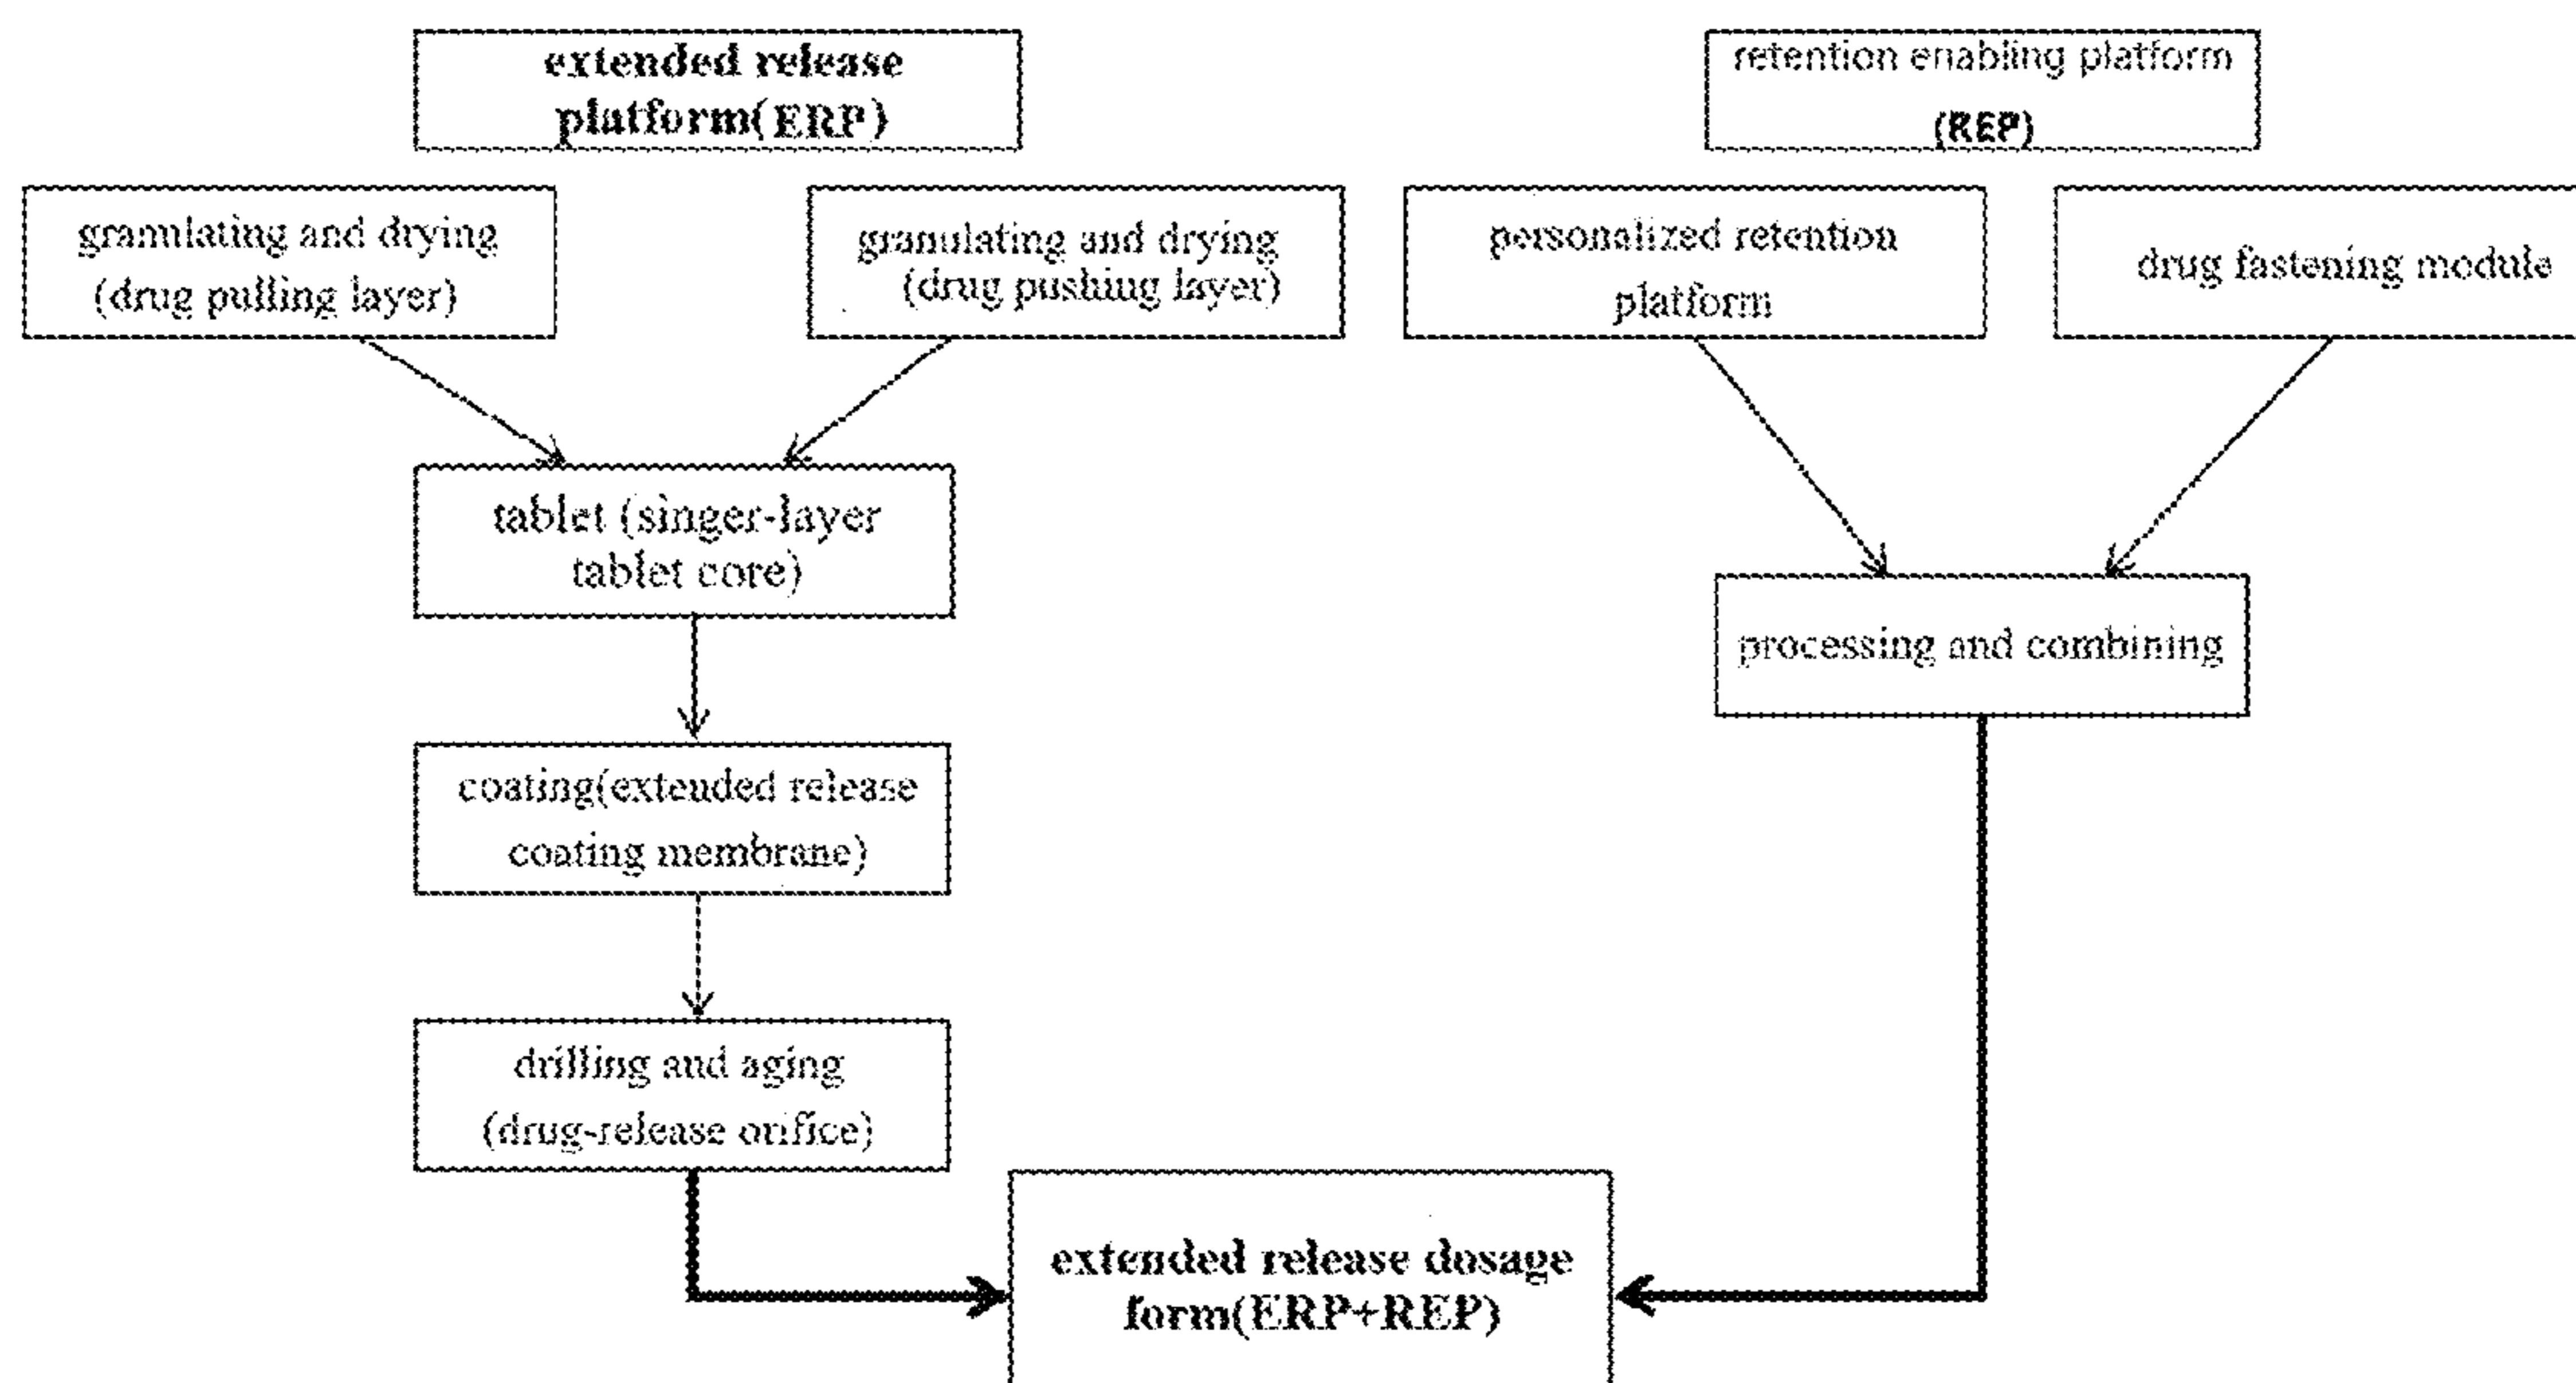 extended release
platform(ERP)
retention enabling platform
(REP)
granulating and drying
(drug pulling layer)
granulating and drying
(drug pushing layer)
personalized retention
platform
drug fastening module
tablet (singer-layer
tablet core)
processing and combining
coating(extended release
coating membrane)
drilling and aging
(drug-release orifice)
extended release dosage
form(ERP+REP)